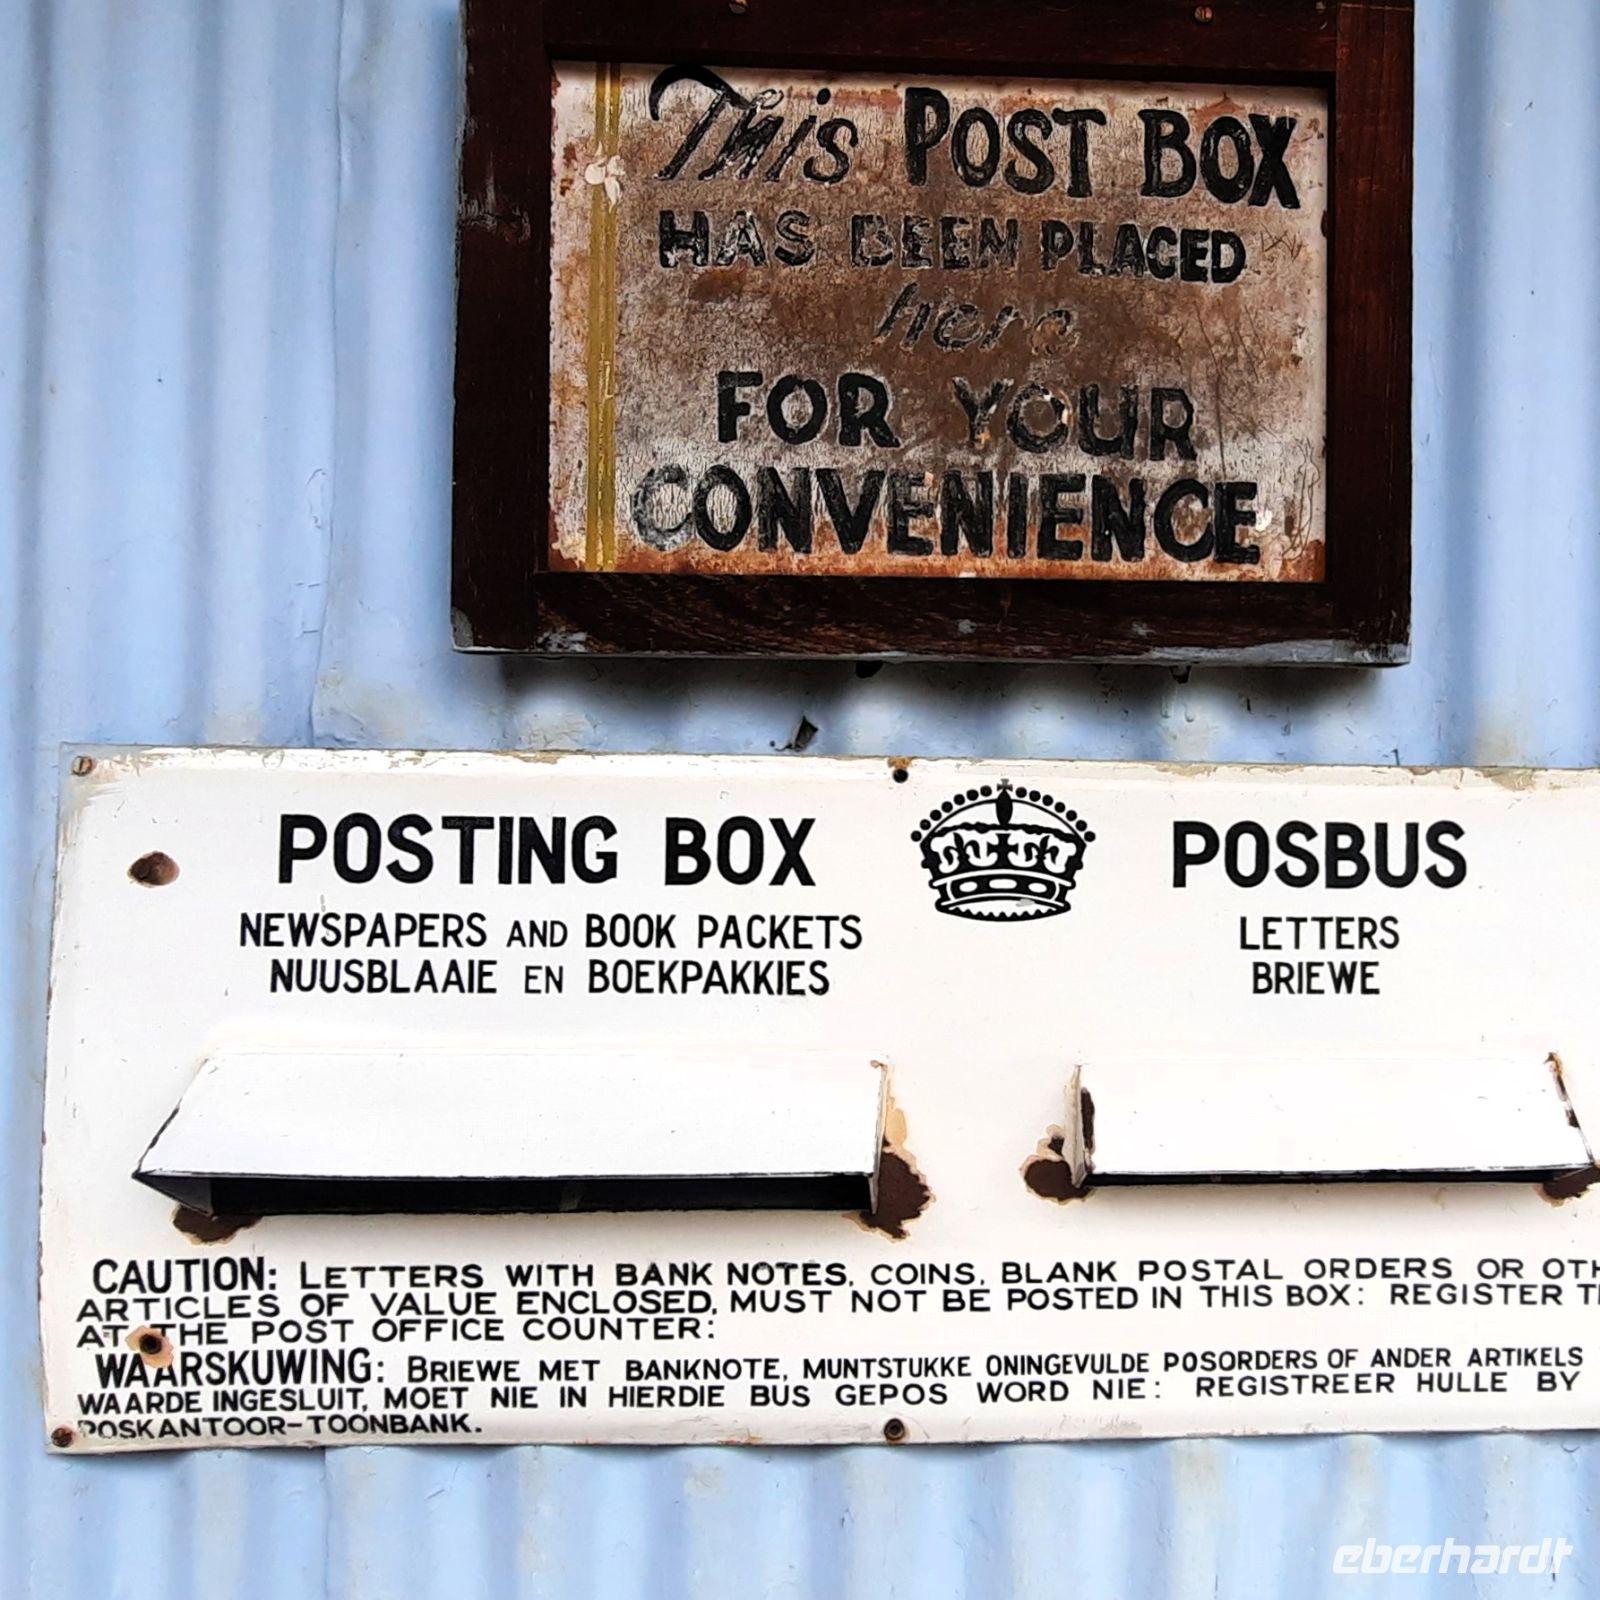 This POST BOX
HAS BEEN PLACED
here
FOR YOUR
CONVENIENCE
POSTING BOX
NEWSPAPERS AND BOOK PACKETS
NUUSBLAAIE EN BOEKPAKKIES
POSBUS
LETTERS
BRIEWE
CAUTION: LETTERS WITH BANK NOTES, COINS, BLANK POSTAL ORDERS OR OTH
ARTICLES OF VALUE ENCLOSED, MUST NOT BE POSTED IN THIS BOX: REGISTER T
AT THE POST OFFICE COUNTER:
WAARSKUWING: BRIEWE MET BANKNOTE, MUNTSTUKKE ONINGEVULDE POSORDERS OF ANDER ARTIKELS
WAARDE INGESLUIT, MOET NIE IN HIERDIE BUS GEPOS WORD NIE: REGISTREER HULLE BY
POSKANTOOR-TOONBANK.
eberhardt